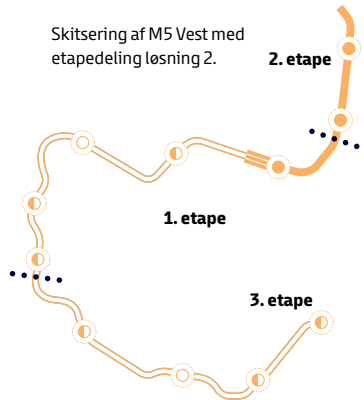 Skitsering af M5 Vest med
etapedeling løsning 2.
2. etape
1. etape
3. etape